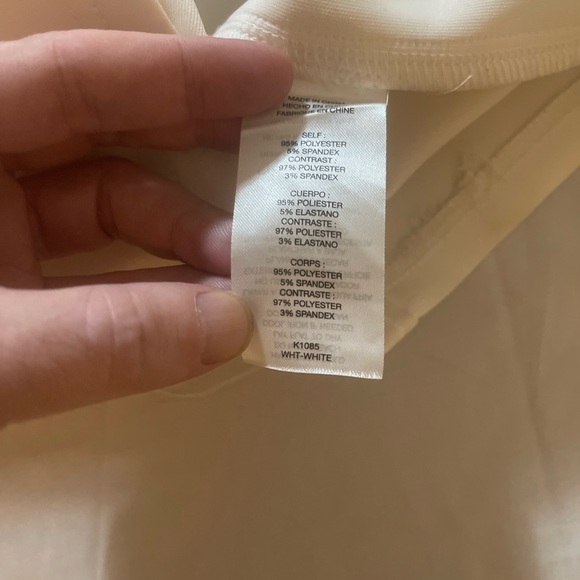 MADE IN CHINA
HECHO EN CHINA
FABRIQUE EN CHINE
SELF :
95% POLYESTER
5% SPANDEX
CONTRAST :
97% POLYESTER
3% SPANDEX
CUERPO :
95% POLIESTER
5% ELASTANO
CONTRASTE :
97% POLIESTER
3% ELASTANO
CORPS :
95% POLYESTER
5% SPANDEX
CONTRASTE :
97% POLYESTER
3% SPANDEX
K1085
WHT-WHITE